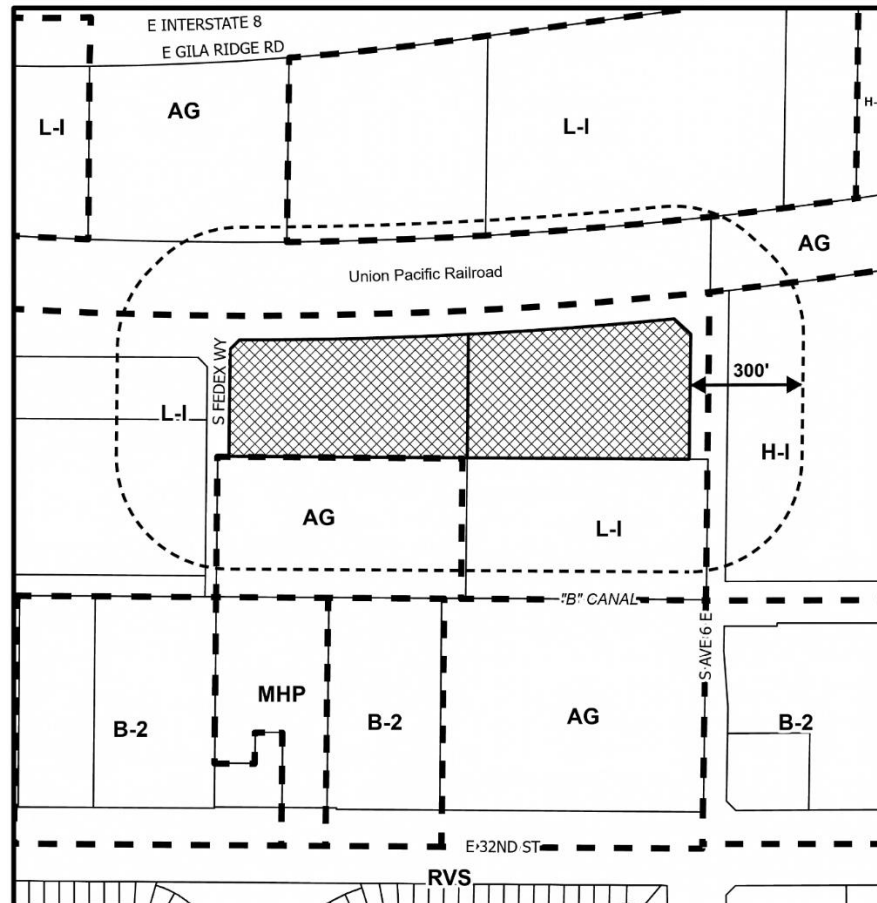 E INTERSTATE 8
E GILA RIDGE RD
AG
L-I
L-I
H-
AG
Union Pacific Railroad
S FEDEX WY
300'
L-I
H-I
AG
L-I
"B" CANAL
S AVE 6 E
MHP
B-2
B-2
AG
B-2
E 32ND ST
RVS